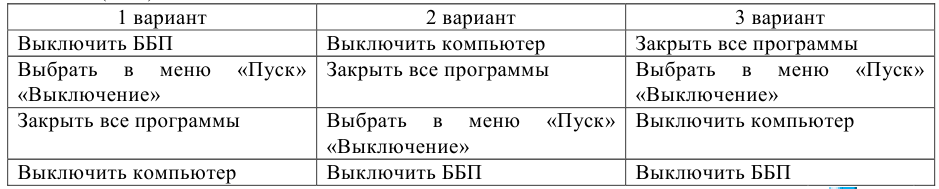 1 вариант 2 вариант 3 вариант
Выключить ББП Выключить компьютер Закрыть все программы
Выбрать в меню «Пуск» Закрыть все программы Выбрать в меню «Пуск»
«Выключение» «Выключение»
Закрыть все программы Выбрать в меню «Пуск» Выключить компьютер
«Выключение»
Выключить компьютер Выключить ББП Выключить ББП